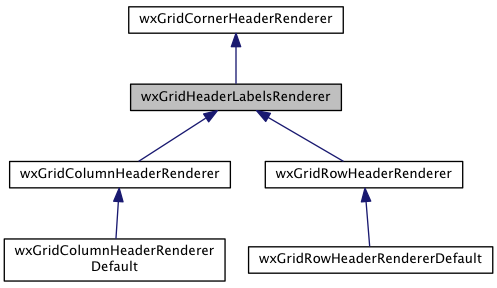 wxGridCornerHeaderRenderer
wxGridHeaderLabelsRenderer
wxGridColumnHeaderRenderer
wxGridRowHeaderRenderer
wxGridColumnHeaderRenderer
Default
wxGridRowHeaderRendererDefault